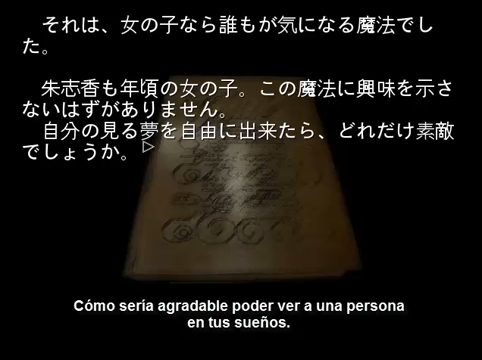 それは、女の子なら誰もが気になる魔法でし
た。
朱志香も年頃の女の子。この魔法に興味を示さ
ないはずがありません。
自分の見る夢を自由に出来たら、どれだけ素敵
でしょうか。
Cómo sería agradable poder ver a una persona
en tus sueños.